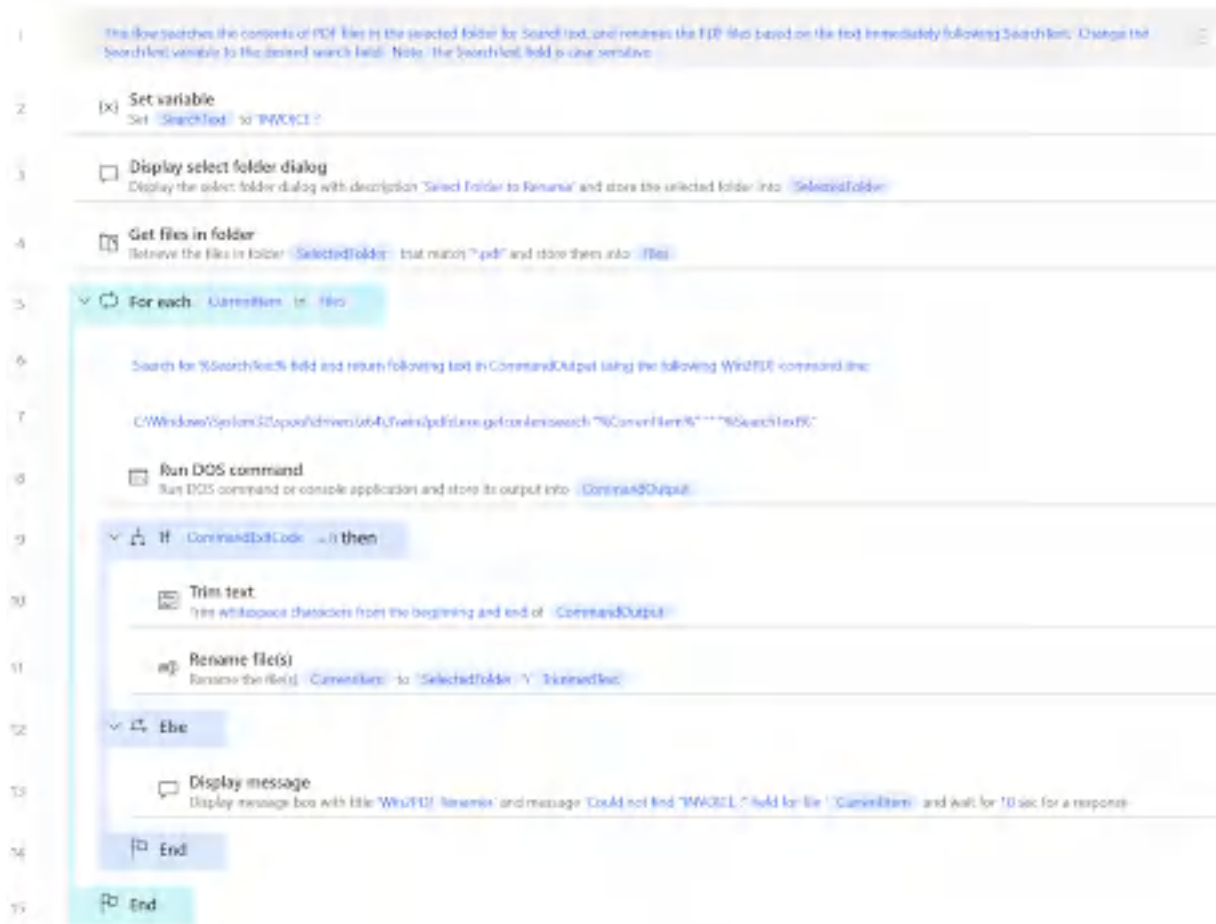 1
This flow searches the contents of PDF files in the selected folder for SearchText, and renames the PDF files based on the text immediately following SearchText. Change the
SearchText variable to the desired search field. Note: The SearchText field is case sensitive.
2
{x} Set variable
Set SearchText to 'INVOICE :'
3
Display select folder dialog
Display the select folder dialog with description 'Select Folder to Rename' and store the selected folder into SelectedFolder
4
Get files in folder
Retrieve the files in folder SelectedFolder that match '*.pdf' and store them into Files
5
For each CurrentItem in Files
6
Search for %SearchText% field and return following text in CommandOutput using the following Win2PDF command line:
7
getcontentsearch "%CurrentItem%" "" "%SearchText%"
8
Run DOS command
Run DOS command or console application and store its output into CommandOutput
9
If CommandExitCode = 0 then
10
Trim text
Trim whitespace characters from the beginning and end of CommandOutput
11
Rename file(s)
Rename the file(s) CurrentItem to SelectedFolder '\' TrimmedText
12
Else
13
Display message
Display message box with title 'Win2PDF Renamer' and message 'Could not find "INVOICE :" field for file ' CurrentItem and wait for 10 sec for a response
14
End
15
End